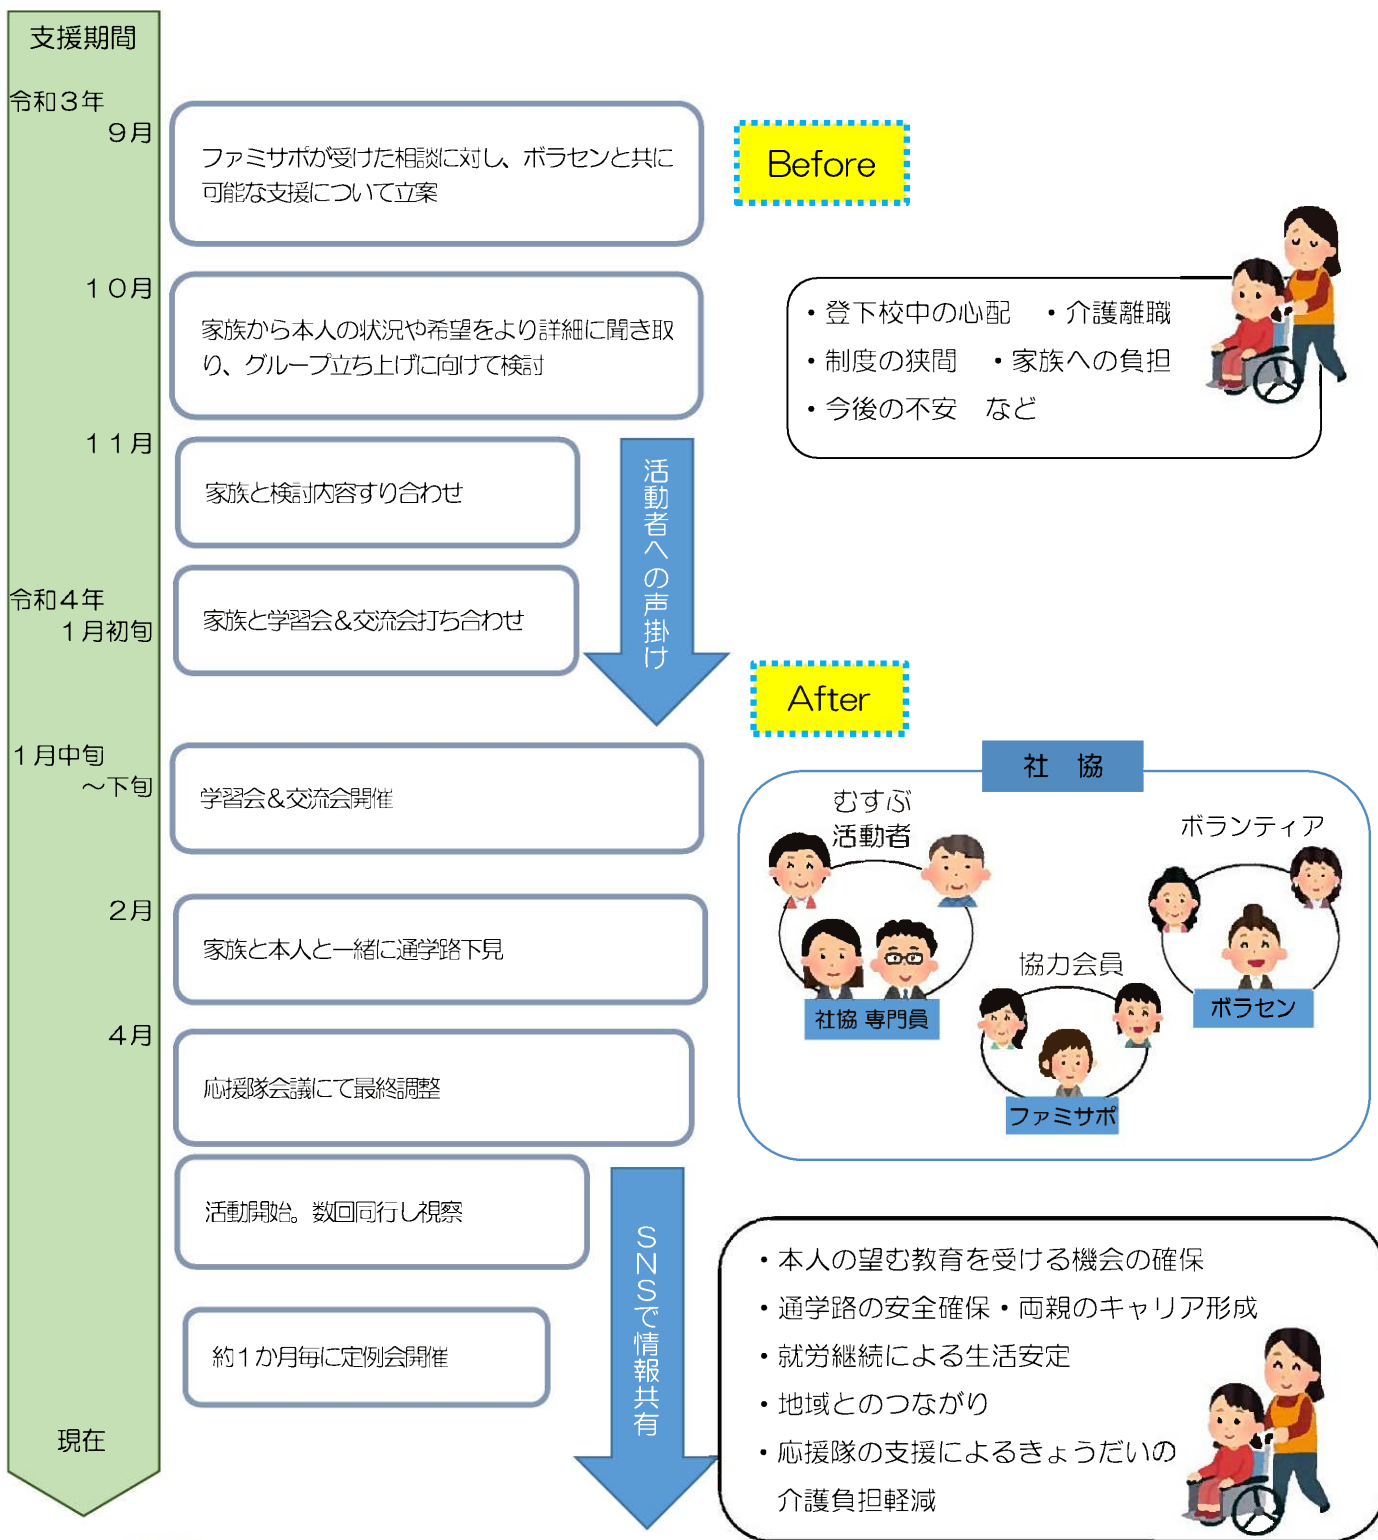 支援期間
令和３年
９月
ファミサポが受けた相談に対し、ボラセンと共に
可能な支援について立案
Before
１０月
家族から本人の状況や希望をより詳細に聞き取
り、グループ立ち上げに向けて検討
・登下校中の心配　・介護離職
・制度の狭間　・家族への負担
・今後の不安　など
１１月
家族と検討内容すり合わせ
活動者への声掛け
令和４年
１月初旬
家族と学習会＆交流会打ち合わせ
After
１月中旬
～下旬
学習会＆交流会開催
社　協
むすぶ
活動者
ボランティア
社協 専門員
協力会員
ファミサポ
ボラセン
２月
家族と本人と一緒に通学路下見
４月
応援隊会議にて最終調整
活動開始。数回同行し視察
ＳＮＳで情報共有
約１か月毎に定例会開催
現在
・本人の望む教育を受ける機会の確保
・通学路の安全確保・両親のキャリア形成
・就労継続による生活安定
・地域とのつながり
・応援隊の支援によるきょうだいの
介護負担軽減